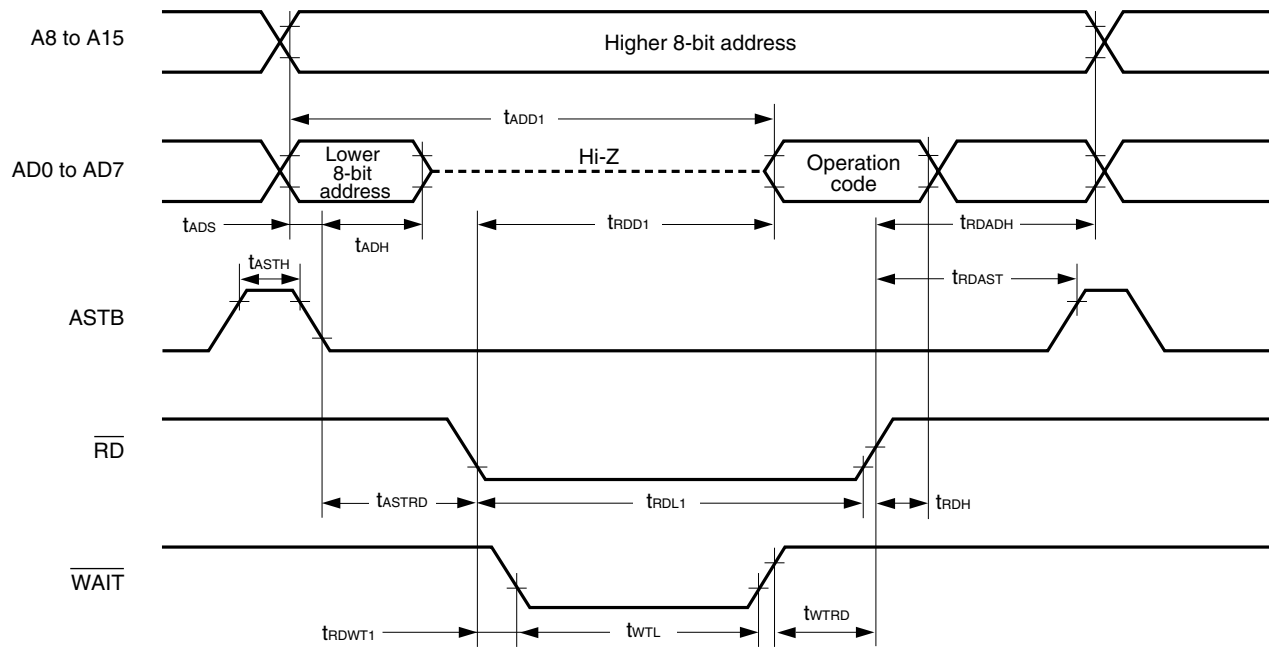 A8 to A15
Higher 8-bit address
tADD1
AD0 to AD7
Lower
8-bit
address
Hi-Z
Operation
code
tADS
tADH
tRDD1
tRDADH
tASTH
tRDAST
ASTB
RD
tASTRD
tRDL1
tRDH
WAIT
tRDWT1
tWTL
tWTRD